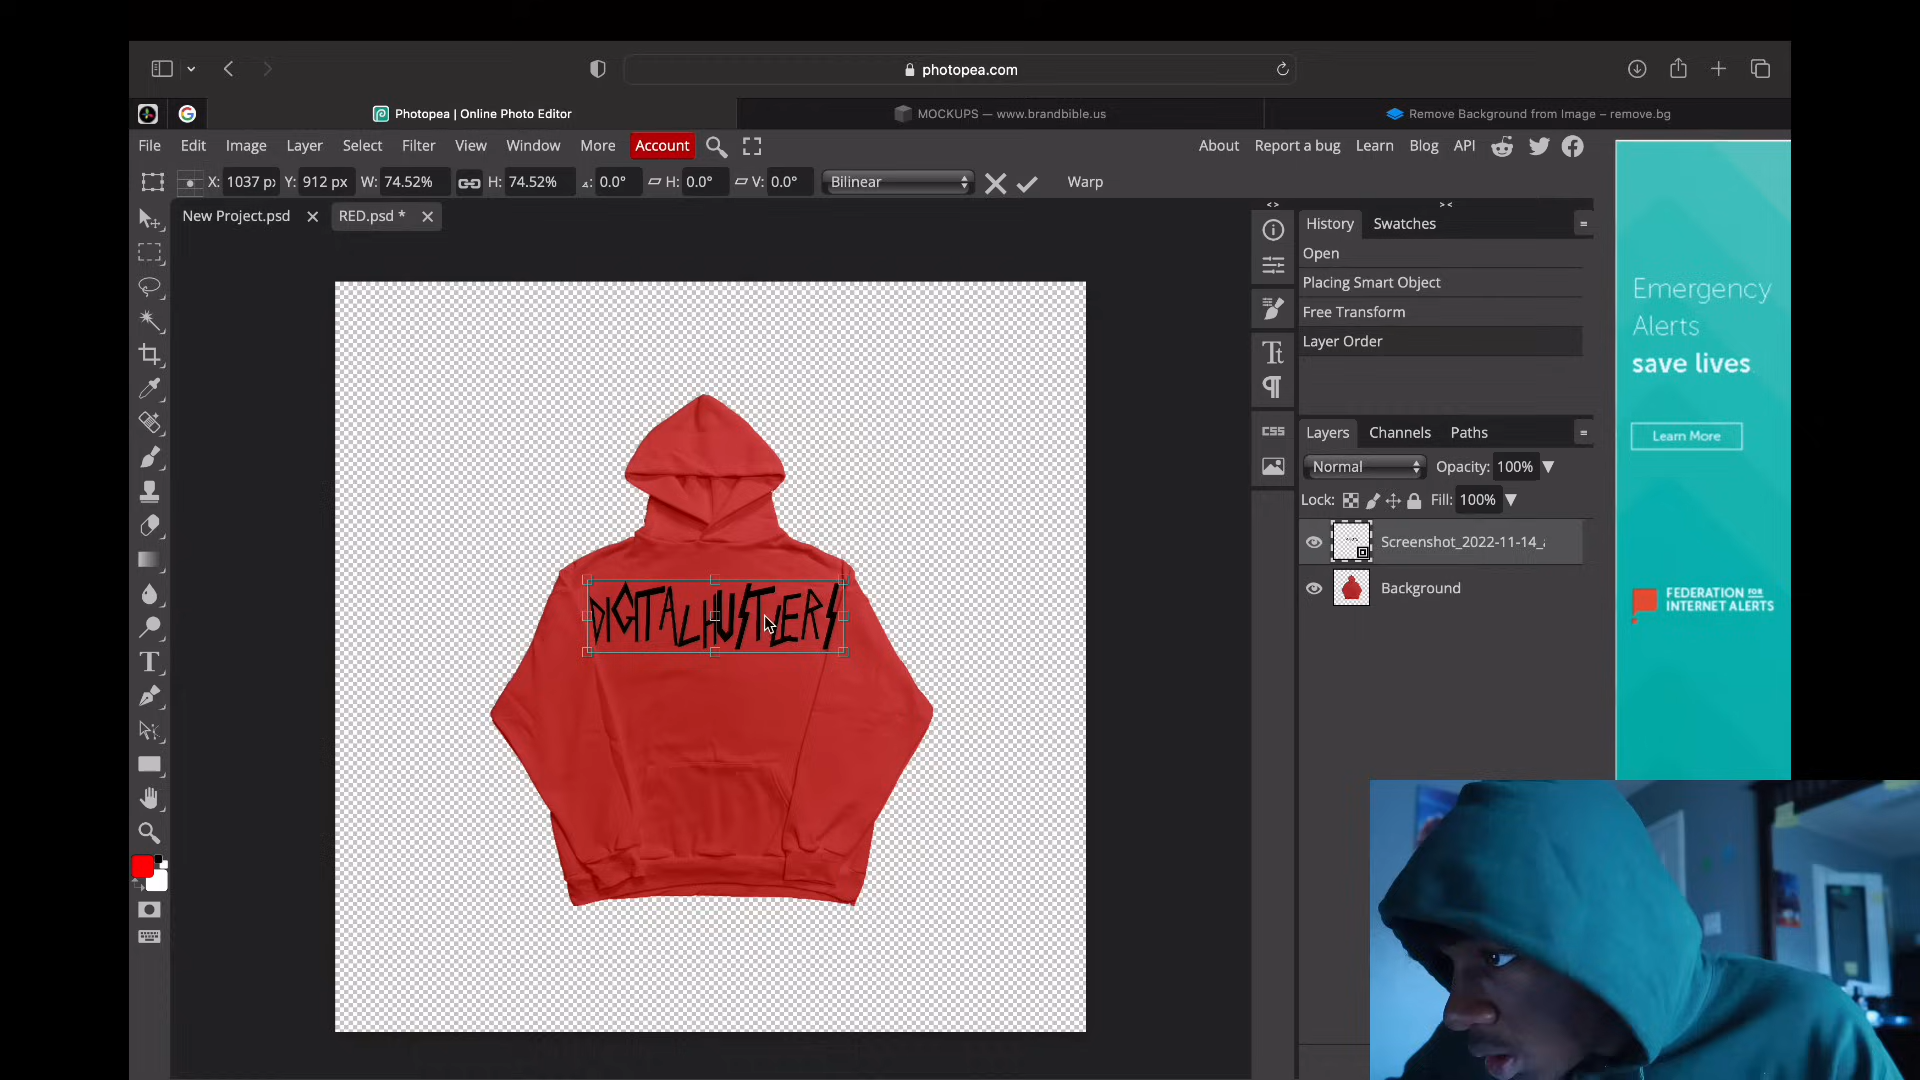 photopea.com
Photopea | Online Photo Editor
MOCKUPS — www.brandbible.us
Remove Background from Image – remove.bg
File Edit Image Layer Select Filter View Window More Account
About Report a bug Learn Blog API
X: 1037 px Y: 912 px W: 74.52% H: 74.52% 0.0° H: 0.0° V: 0.0° Bilinear Warp
New Project.psd
RED.psd *
History Swatches
Open
Placing Smart Object
Free Transform
Layer Order
CSS
Layers Channels Paths
Normal Opacity: 100%
Lock: Fill: 100%
Screenshot_2022-11-14_
Background
DIGITAL HUSTLERS
Emergency
Alerts
save lives.
Learn More
FEDERATION FOR
INTERNET ALERTS